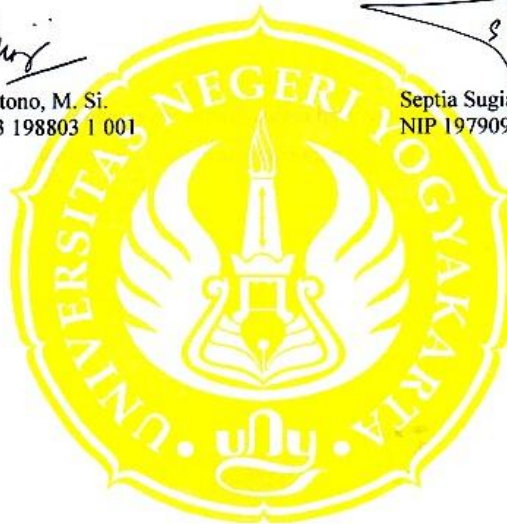 tono, M. Si.
3 198803 1 001
Septia Sugia
NIP 197909
UNIVERSITAS NEGERI YOGYAKARTA
uny